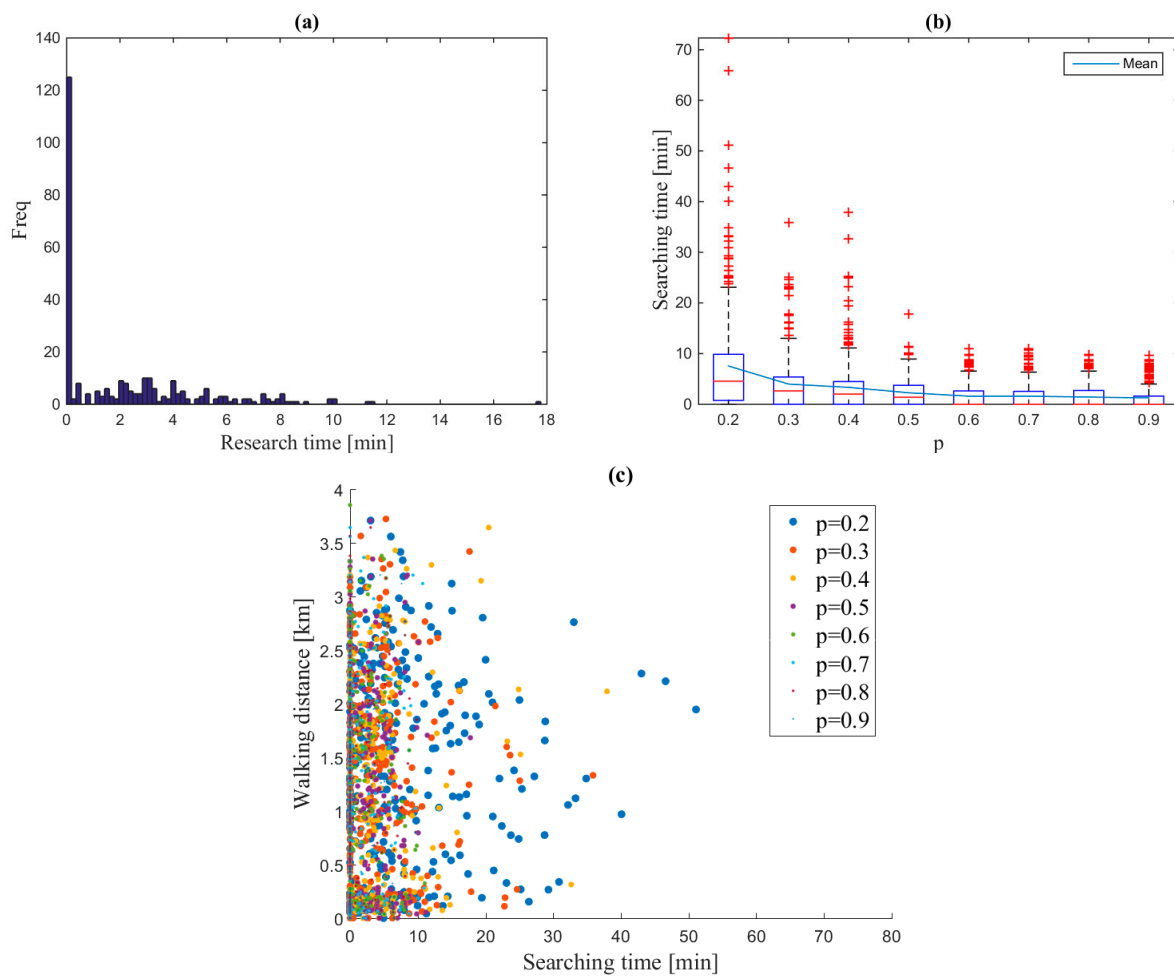 (a)
140
120
100
80
60
40
20
0
Freq
0 2 4 6 8 10 12 14 16 18
Research time [min]
(b)
70
60
50
40
30
20
10
0
Searching time [min]
Mean
0.2 0.3 0.4 0.5 0.6 0.7 0.8 0.9
p
(c)
4
3.5
3
2.5
2
1.5
1
0.5
0
Walking distance [km]
0 10 20 30 40 50 60 70 80
Searching time [min]
p=0.2
p=0.3
p=0.4
p=0.5
p=0.6
p=0.7
p=0.8
p=0.9